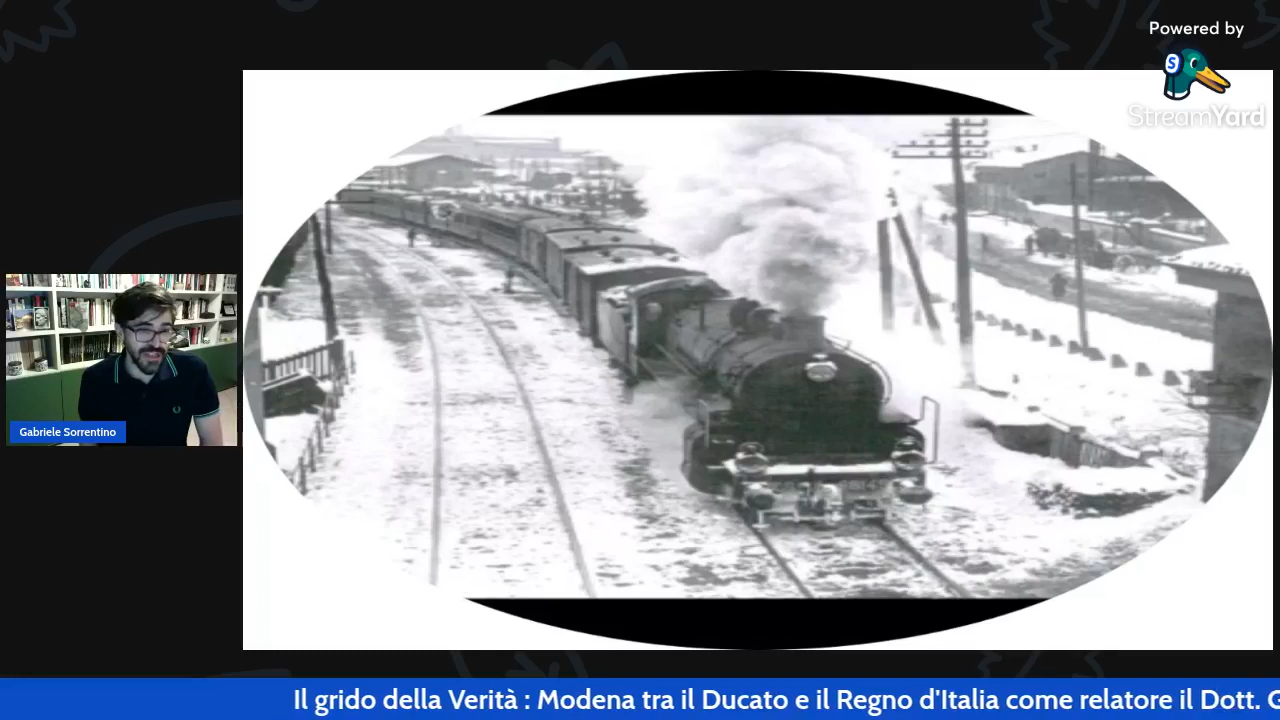 Powered by
S
StreamYard
Gabriele Sorrentino
Il grido della Verità : Modena tra il Ducato e il Regno d'Italia come relatore il Dott.